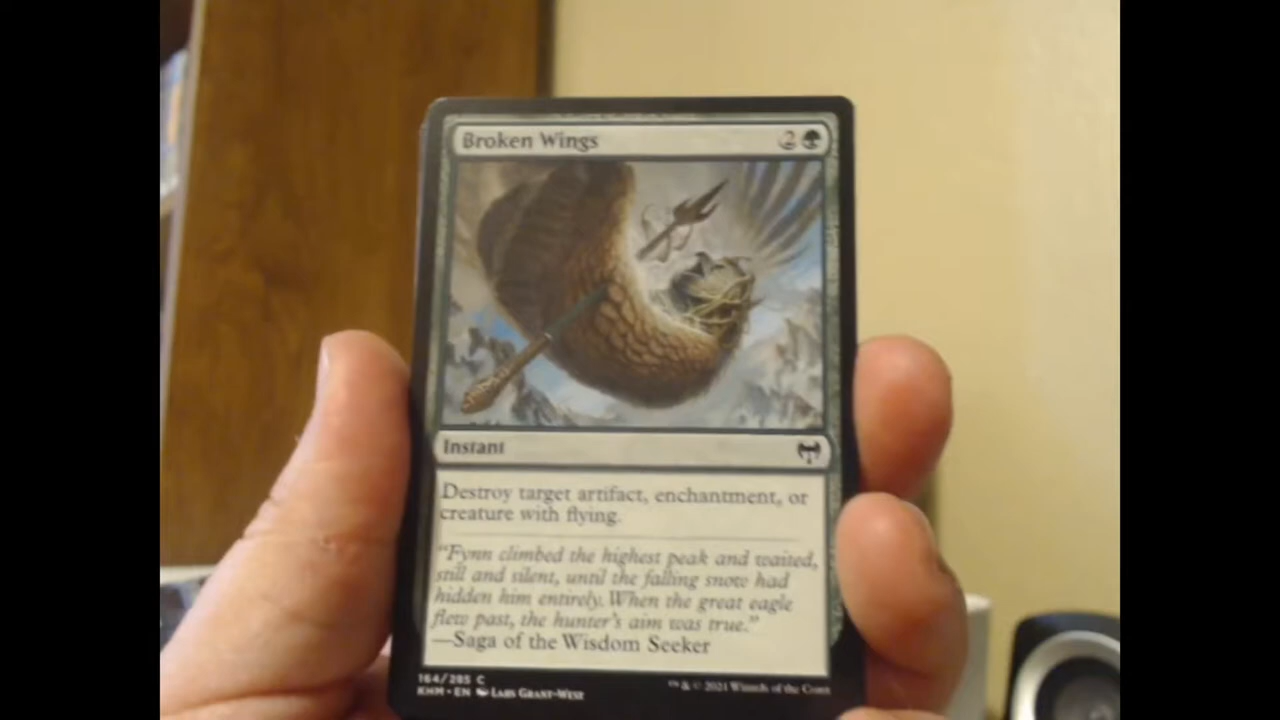 Broken Wings 2
Instant
Destroy target artifact, enchantment, or
creature with flying.
"Fynn climbed the highest peak and waited,
still and silent, until the falling snow had
hidden him entirely. When the great eagle
flew past, the hunter's aim was true."
—Saga of the Wisdom Seeker
164/285 C
KHM • EN Lars Grant-West
™ & © 2021 Wizards of the Coast